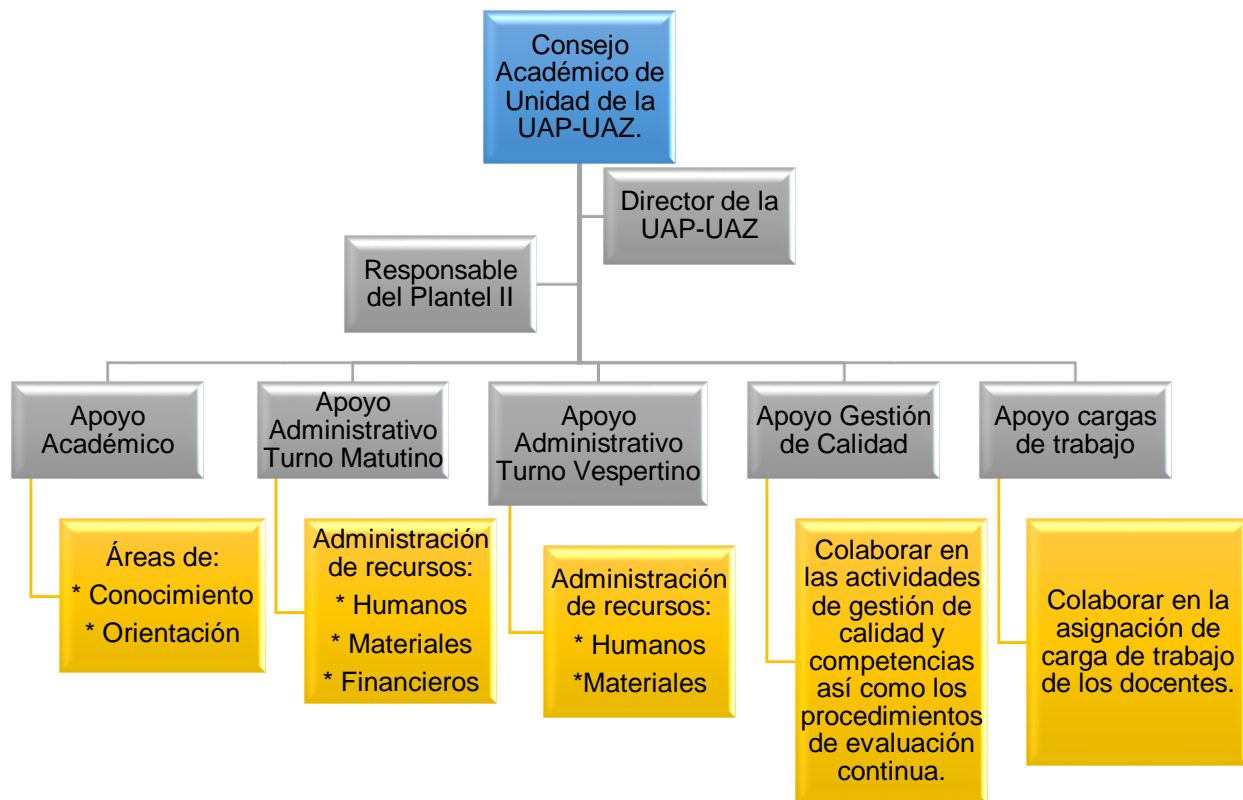 Consejo
Académico de
Unidad de la
UAP-UAZ.
Director de la
UAP-UAZ
Responsable
del Plantel II
Apoyo
Académico
Apoyo
Administrativo
Turno Matutino
Apoyo
Administrativo
Turno Vespertino
Apoyo Gestión
de Calidad
Apoyo cargas
de trabajo
Áreas de:
* Conocimiento
* Orientación
Administración
de recursos:
* Humanos
* Materiales
* Financieros
Administración
de recursos:
* Humanos
*Materiales
Colaborar en
las actividades
de gestión de
calidad y
competencias
así como los
procedimientos
de evaluación
continua.
Colaborar en la
asignación de
carga de trabajo
de los docentes.